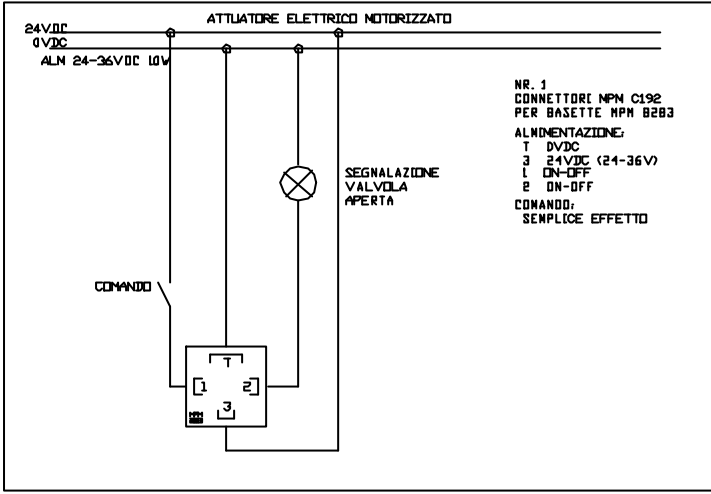 ATTUATORE ELETTRICO MOTORIZZATO
24VDC
0VDC
ALM 24-36VDC 10W
NR. 1
CONNETTORE MPM C192
PER BASETTE MPM B283
ALIMENTAZIONE:
T 0VDC
3 24VDC (24-36V)
1 ON-OFF
2 ON-OFF
COMANDO:
SEMPLICE EFFETTO
SEGNALAZIONE
VALVOLA
APERTA
COMANDO
T
1 2
3
MPM